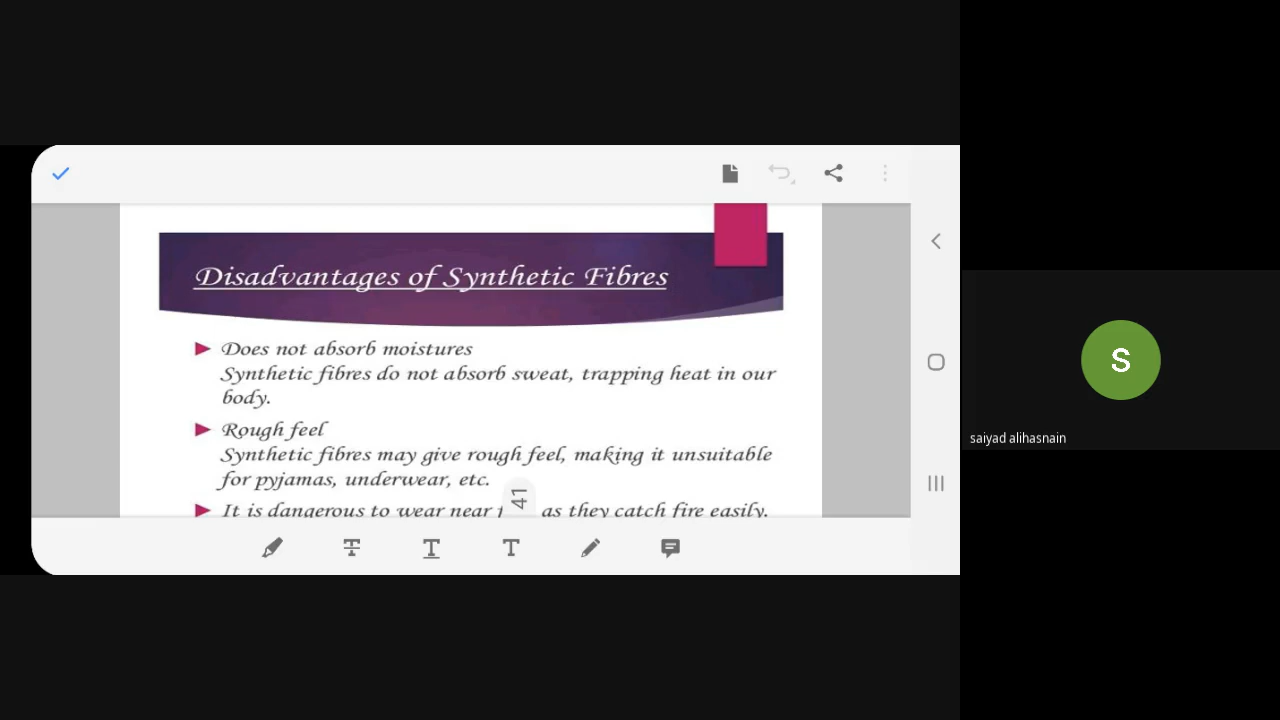 Disadvantages of Synthetic Fibres
Does not absorb moistures
Synthetic fibres do not absorb sweat, trapping heat in our
body.
Rough feel
Synthetic fibres may give rough feel, making it unsuitable
for pyjamas, underwear, etc.
It is dangerous to wear near as they catch fire easily.
41
S
saiyad alihasnain